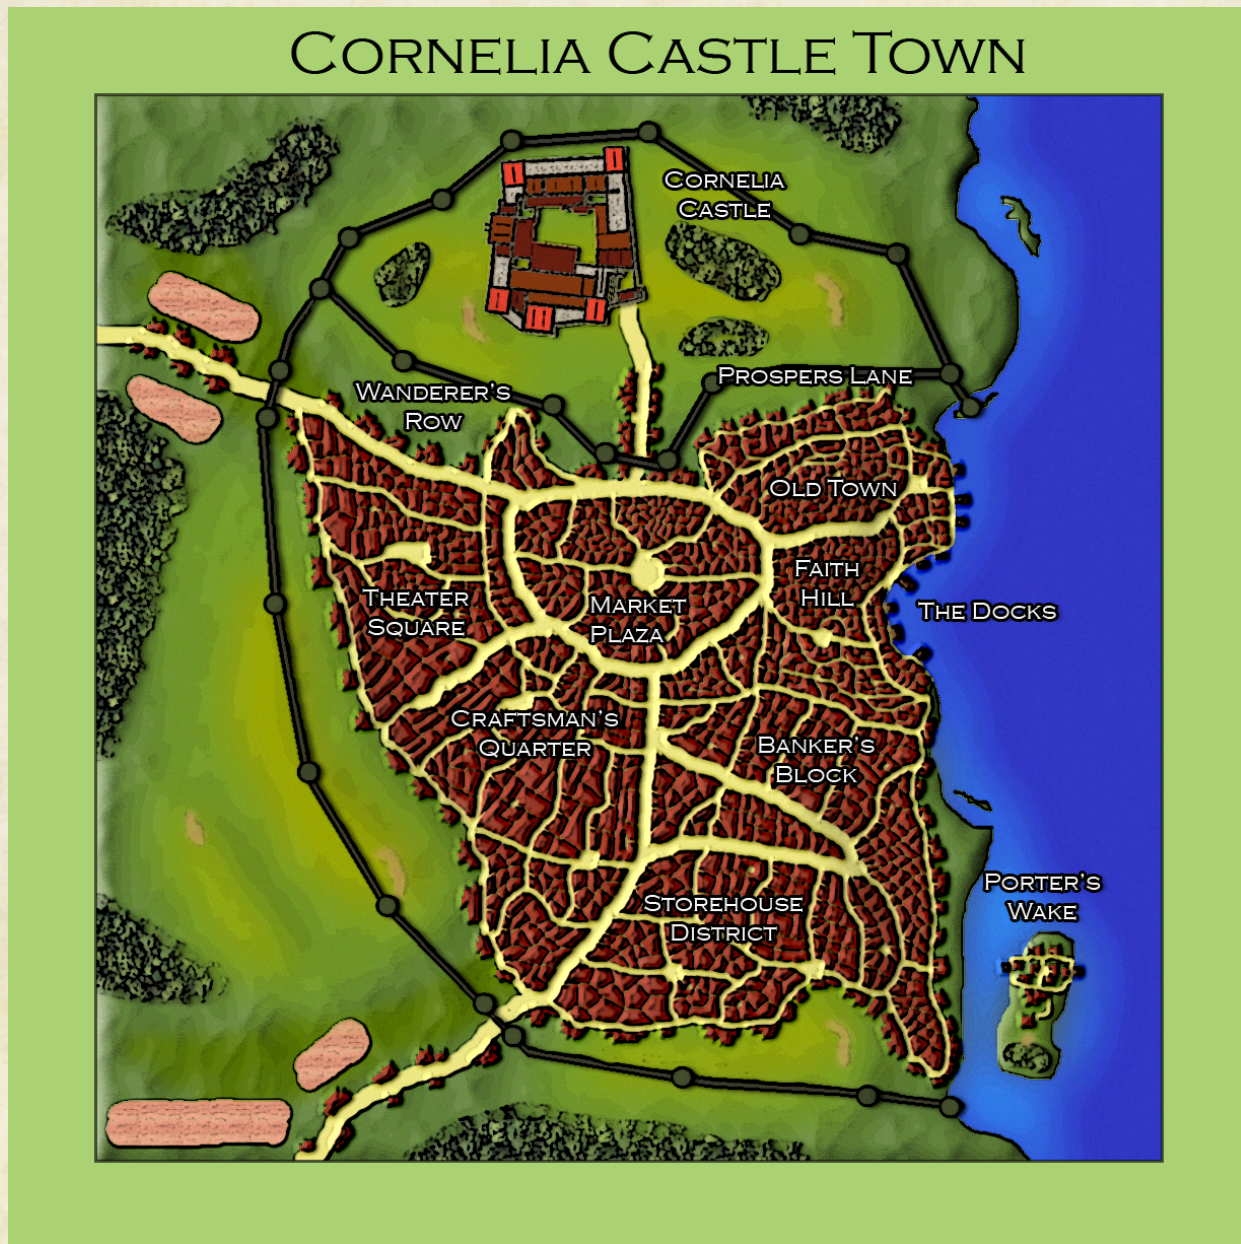 Cornelia Castle Town
Cornelia
Castle
Prospers Lane
Wanderer's
Row
Old Town
Faith
Hill
The Docks
Theater
Square
Market
Plaza
Craftsman's
Quarter
Banker's
Block
Porter's
Wake
Storehouse
District